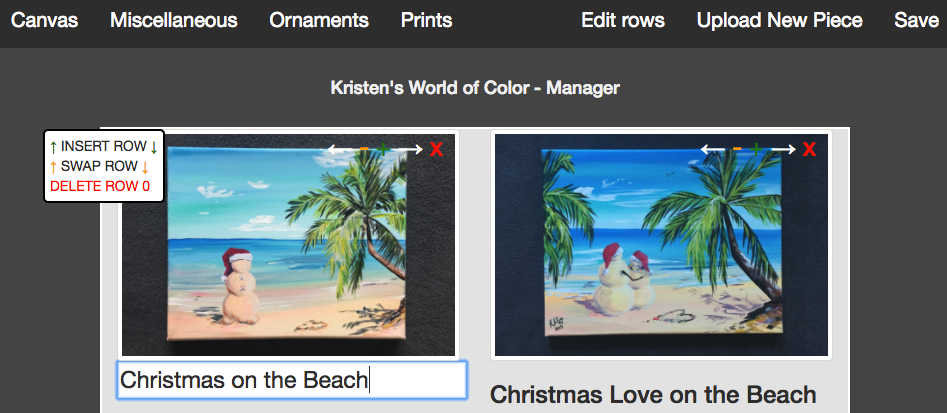 Canvas Miscellaneous Ornaments Prints Edit rows Upload New Piece Save
Kristen's World of Color - Manager
↑ INSERT ROW ↓
↑ SWAP ROW ↓
DELETE ROW 0
← - + → X
← - + → X
Christmas on the Beach
Christmas Love on the Beach